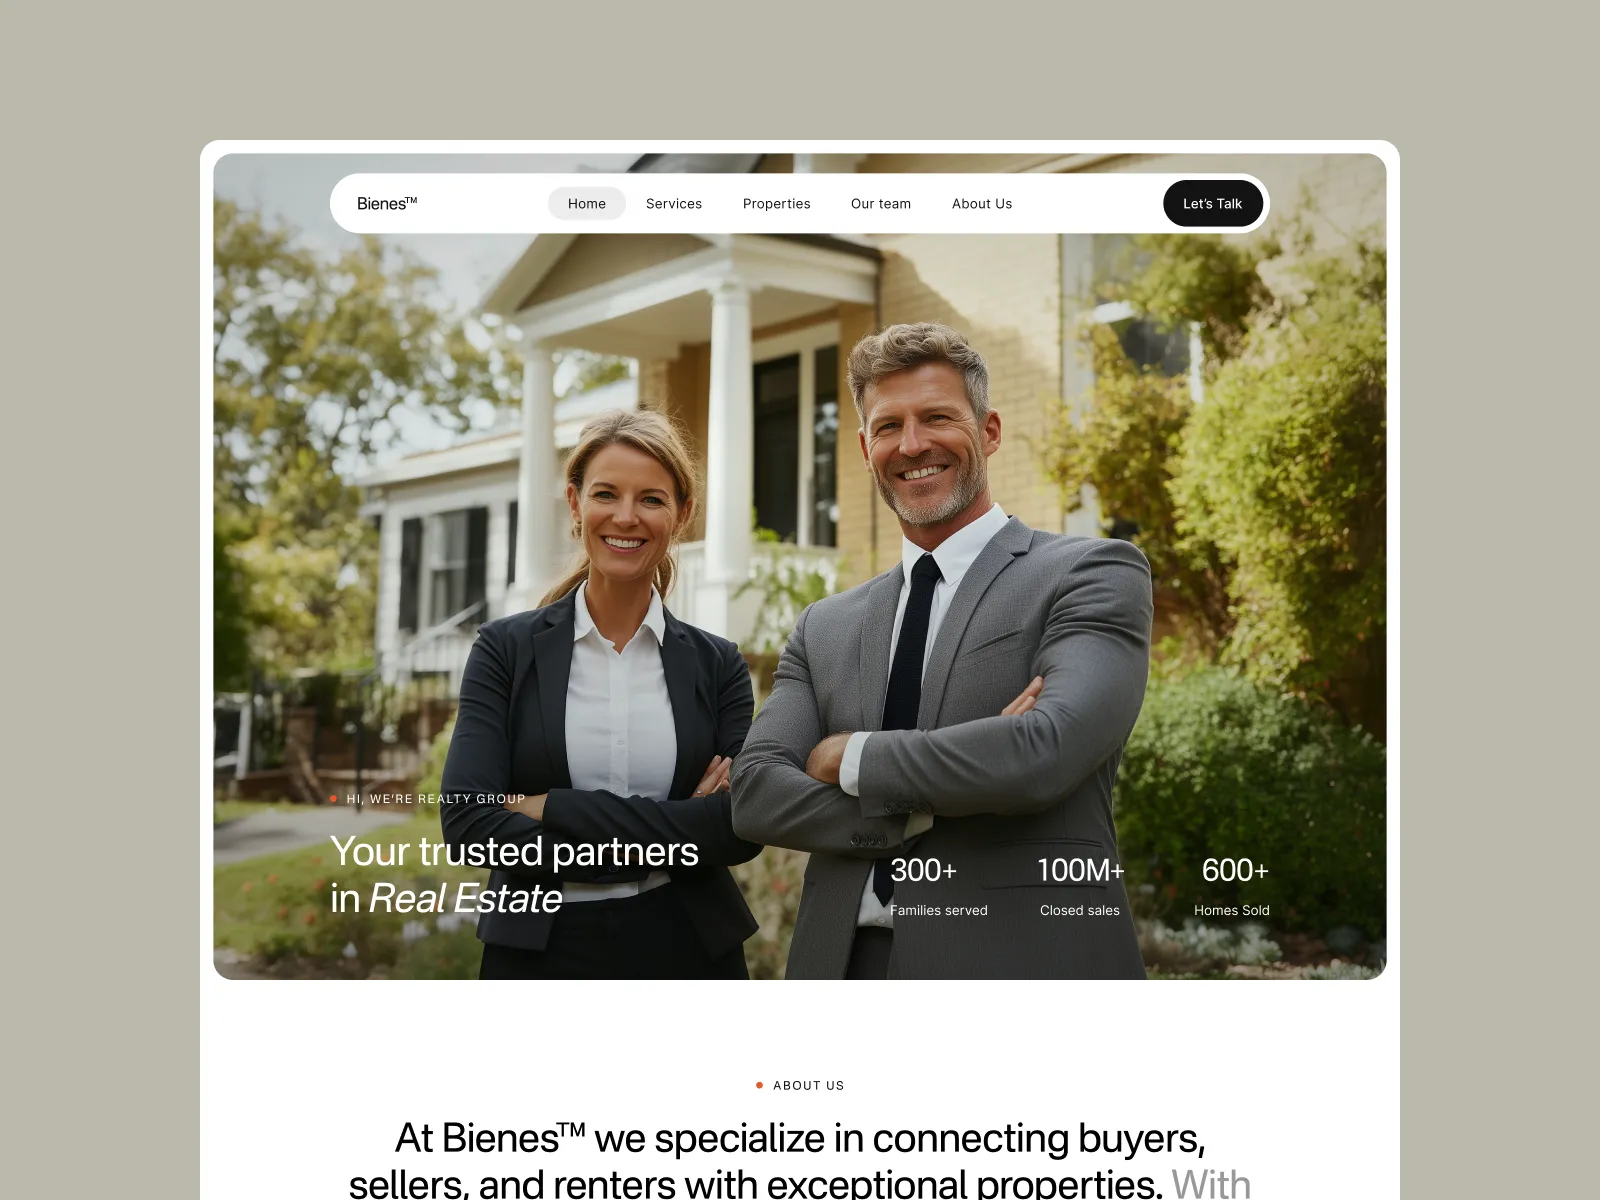 Bienes™
Home
Services
Properties
Our team
About Us
Let's Talk
HI, WE'RE REALTY GROUP
Your trusted partners
in Real Estate
300+
Families served
100M+
Closed sales
600+
Homes Sold
ABOUT US
At Bienes™ we specialize in connecting buyers,
sellers, and renters with exceptional properties. With